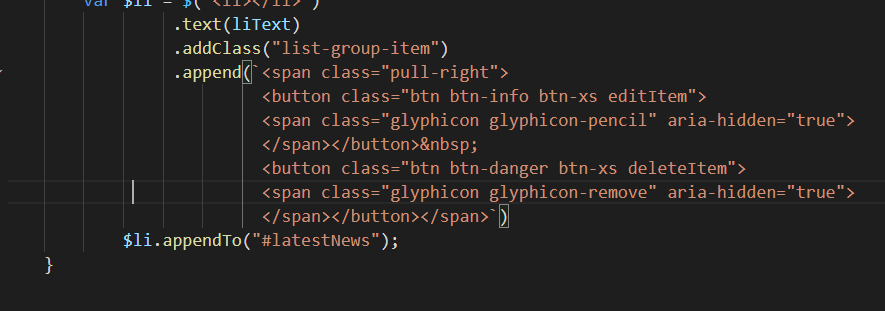 var $li = $("<li></li>")
.text(liText)
.addClass("list-group-item")
.append(`<span class="pull-right">
<button class="btn btn-info btn-xs editItem">
<span class="glyphicon glyphicon-pencil" aria-hidden="true">
</span></button>&nbsp;
<button class="btn btn-danger btn-xs deleteItem">
<span class="glyphicon glyphicon-remove" aria-hidden="true">
</span></button></span>`)
$li.appendTo("#latestNews");
}